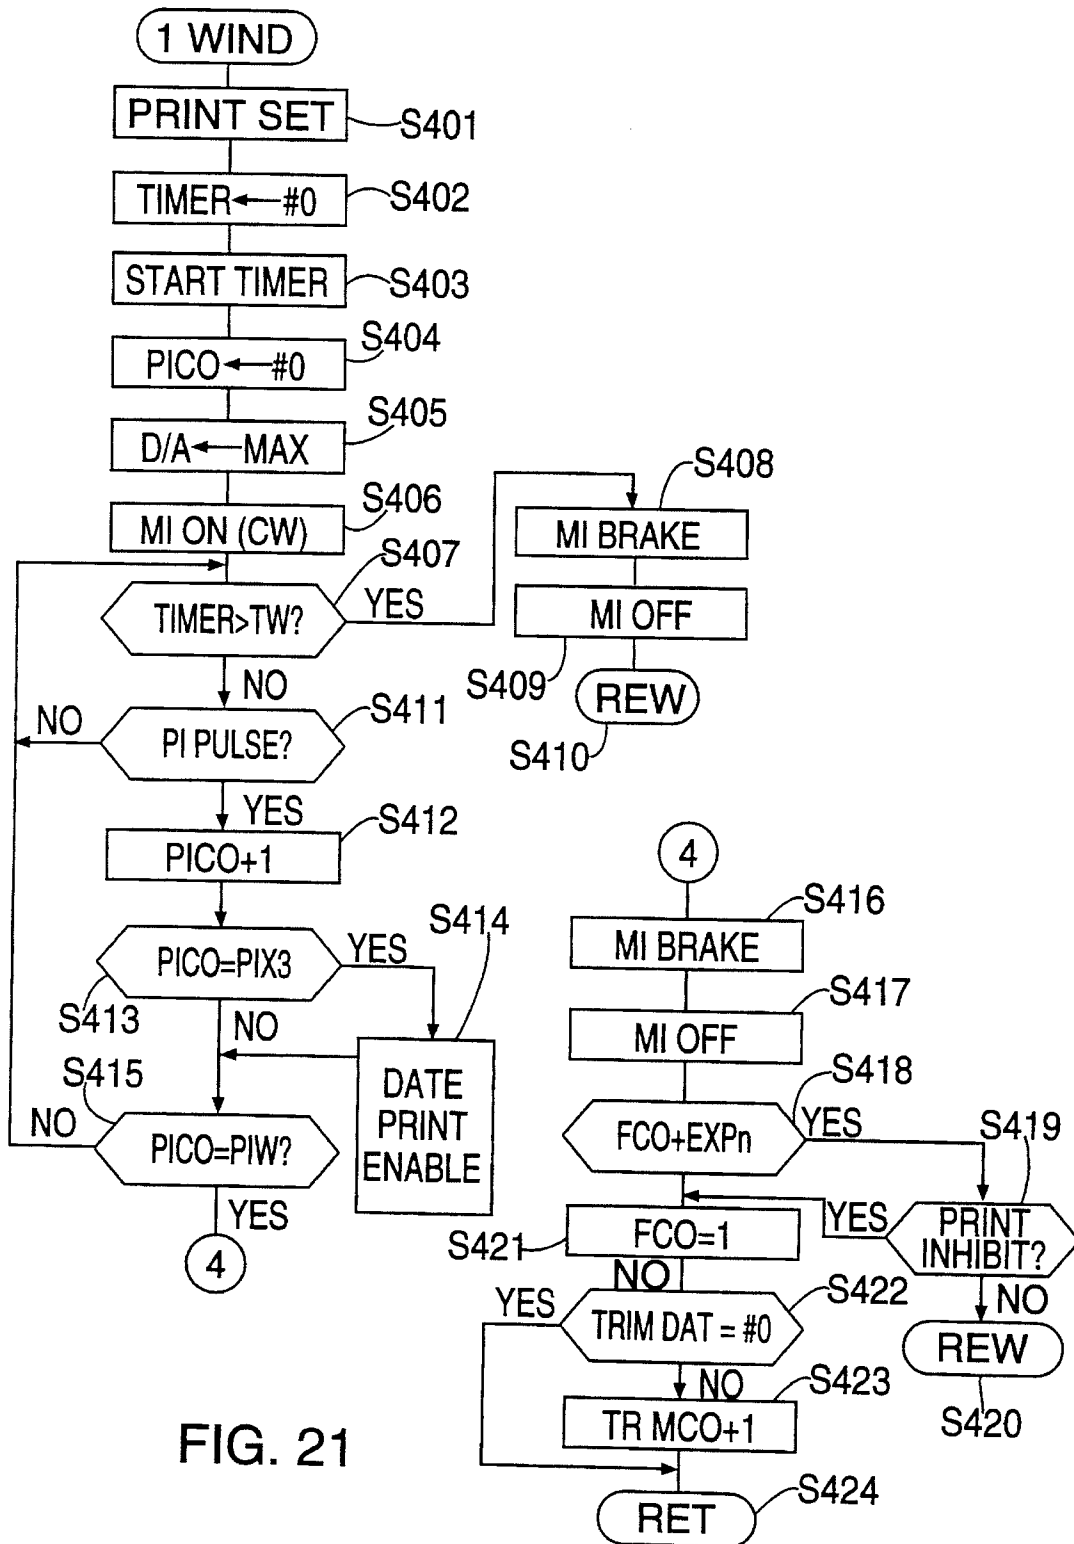 1 WIND
PRINT SET
S401
TIMER←#0
S402
START TIMER
S403
S404
PICO←#0
S405
D/A←MAX
S406
MI ON (CW)
S407
TIMER>TW?
YES
S408
MI BRAKE
MI OFF
S409
REW
S410
NO
S411
NO
PI PULSE?
YES
S412
PICO+1
S413
PICO=PIX3
YES
S414
NO
DATE
PRINT
ENABLE
S415
NO
PICO=PIW?
YES
4
4
S416
MI BRAKE
S417
MI OFF
S418
FCO+EXPn
YES
S419
PRINT
INHIBIT?
YES
NO
REW
S420
S421
FCO=1
NO
S422
YES
TRIM DAT = #0
NO
S423
TR MCO+1
RET
S424
FIG. 21